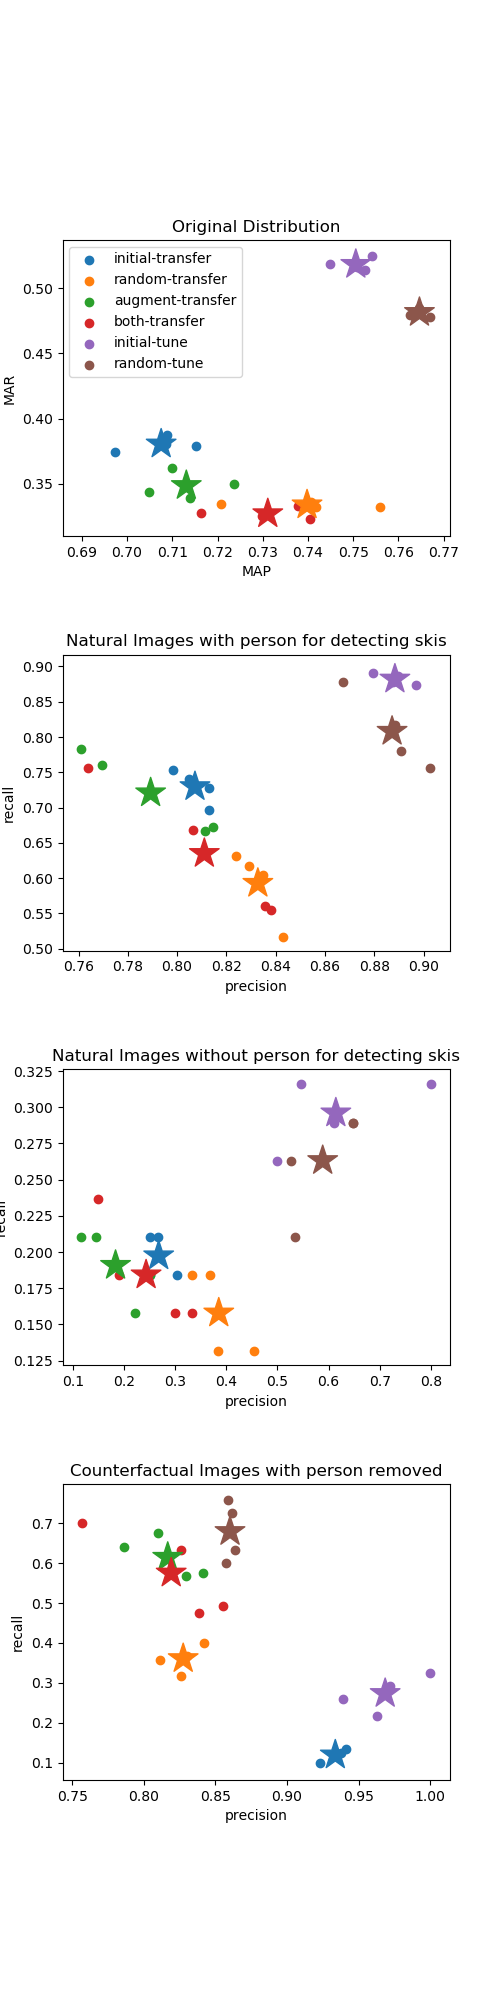 Original Distribution
initial-transfer
random-transfer
augment-transfer
both-transfer
initial-tune
random-tune
MAR
0.50
0.45
0.40
0.35
0.69 0.70 0.71 0.72 0.73 0.74 0.75 0.76 0.77
MAP
Natural Images with person for detecting skis
recall
0.90
0.85
0.80
0.75
0.70
0.65
0.60
0.55
0.50
0.76 0.78 0.80 0.82 0.84 0.86 0.88 0.90
precision
Natural Images without person for detecting skis
recall
0.325
0.300
0.275
0.250
0.225
0.200
0.175
0.150
0.125
0.1 0.2 0.3 0.4 0.5 0.6 0.7 0.8
precision
Counterfactual Images with person removed
recall
0.7
0.6
0.5
0.4
0.3
0.2
0.1
0.75 0.80 0.85 0.90 0.95 1.00
precision